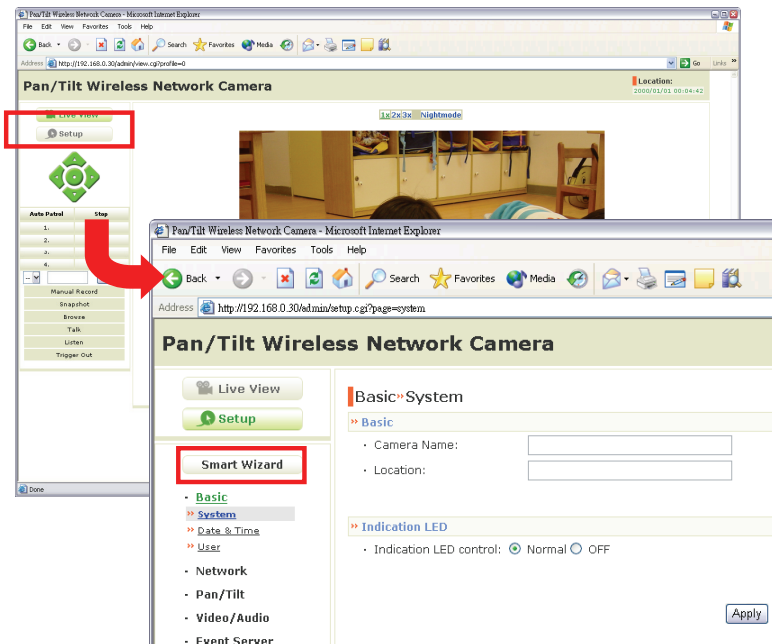 Pan/Tilt Wireless Network Camera - Microsoft Internet Explorer
File Edit View Favorites Tools Help
Back Search Favorites Media
Address http://192.168.0.30/admin/view.cgi?profile=0 Go Links »
Pan/Tilt Wireless Network Camera
Location:
2000/01/01 00:04:42
Live View
Setup
1x 2x 3x Nightmode
Auto Patrol Stop
1.
2.
3.
4.
--
Manual Record
Snapshot
Browse
Talk
Listen
Trigger Out
Done
Pan/Tilt Wireless Network Camera - Microsoft Internet Explorer
File Edit View Favorites Tools Help
Back Search Favorites Media
Address http://192.168.0.30/admin/setup.cgi?page=system
Pan/Tilt Wireless Network Camera
Live View
Setup
Smart Wizard
· Basic
» System
» Date & Time
» User
· Network
· Pan/Tilt
· Video/Audio
· Event Server
Basic»System
» Basic
· Camera Name:
· Location:
» Indication LED
· Indication LED control: Normal OFF
Apply